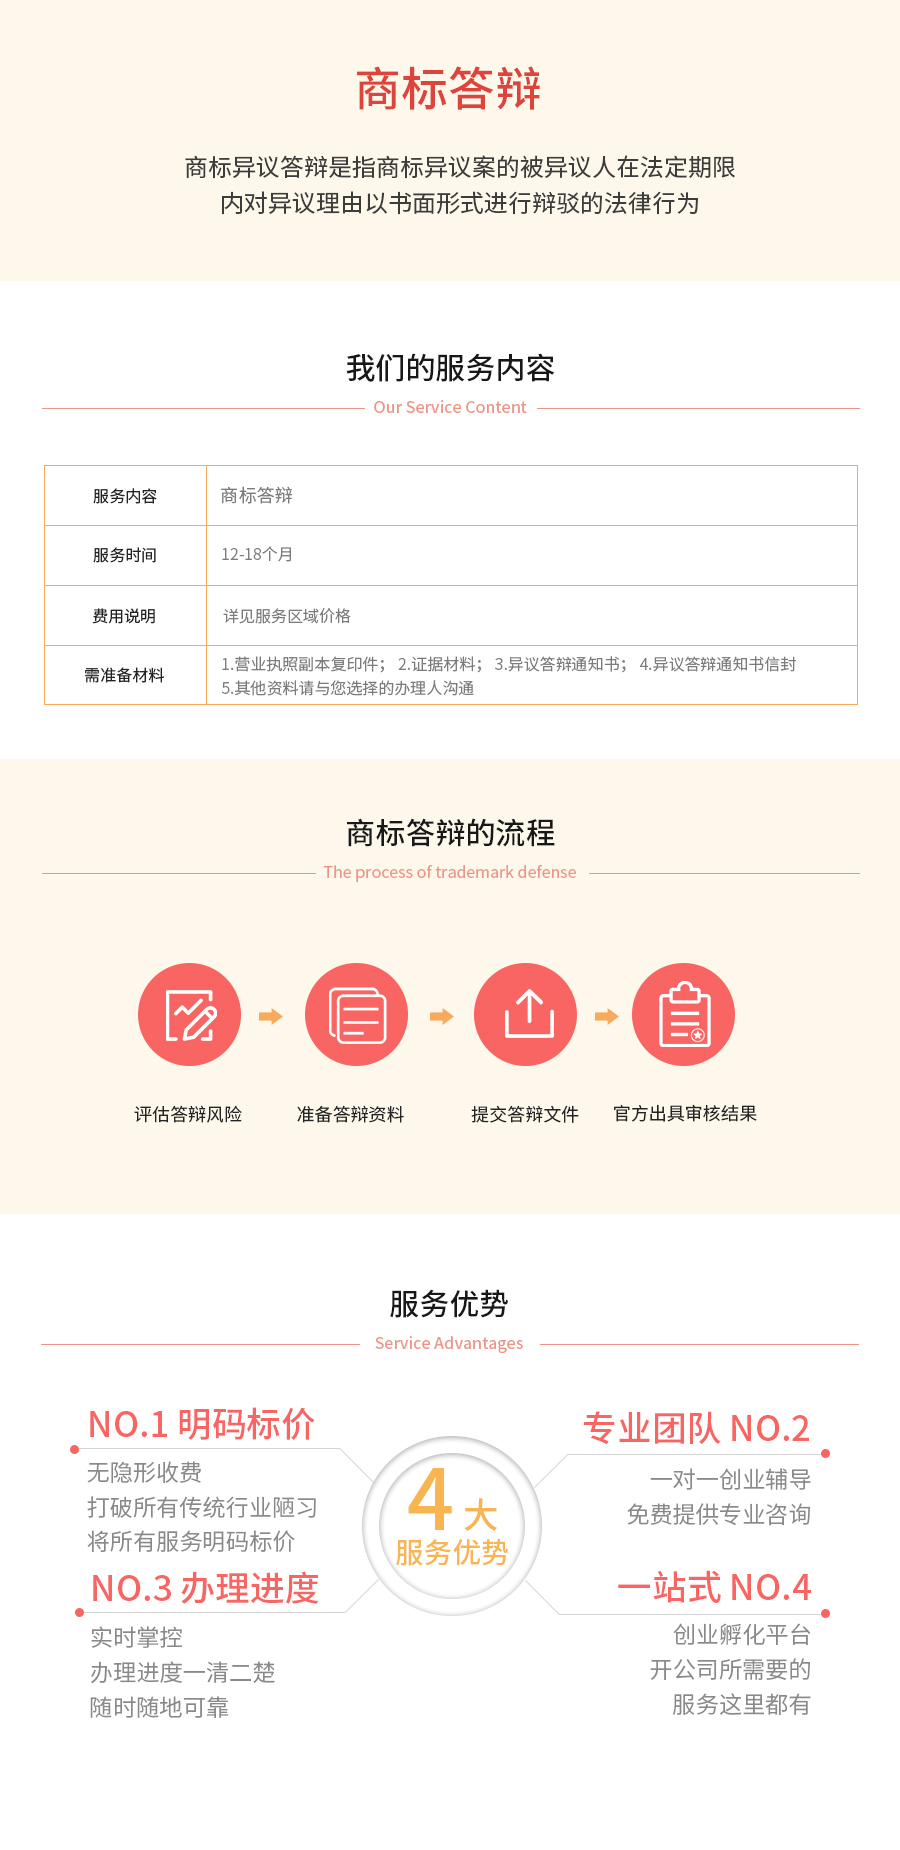 商标答辩
商标异议答辩是指商标异议案的被异议人在法定期限
内对异议理由以书面形式进行辩驳的法律行为
我们的服务内容
Our Service Content
服务内容 商标答辩
服务时间 12-18个月
费用说明 详见服务区域价格
需准备材料 1.营业执照副本复印件； 2.证据材料； 3.异议答辩通知书； 4.异议答辩通知书信封
5.其他资料请与您选择的办理人沟通
商标答辩的流程
The process of trademark defense
评估答辩风险 准备答辩资料 提交答辩文件 官方出具审核结果
服务优势
Service Advantages
NO.1 明码标价
无隐形收费
打破所有传统行业陋习
将所有服务明码标价
专业团队 NO.2
一对一创业辅导
免费提供专业咨询
4 大
服务优势
NO.3 办理进度
实时掌控
办理进度一清二楚
随时随地可靠
一站式 NO.4
创业孵化平台
开公司所需要的
服务这里都有